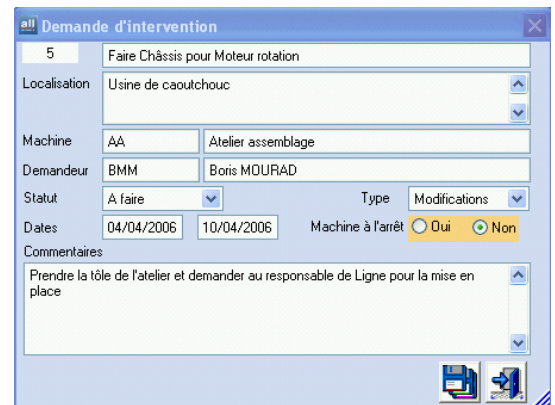 all Demande d'intervention
5 Faire Châssis pour Moteur rotation
Localisation Usine de caoutchouc
Machine AA Atelier assemblage
Demandeur BMM Boris MOURAD
Statut A faire Type Modifications
Dates 04/04/2006 10/04/2006 Machine à l'arrêt Oui Non
Commentaires
Prendre la tôle de l'atelier et demander au responsable de Ligne pour la mise en
place